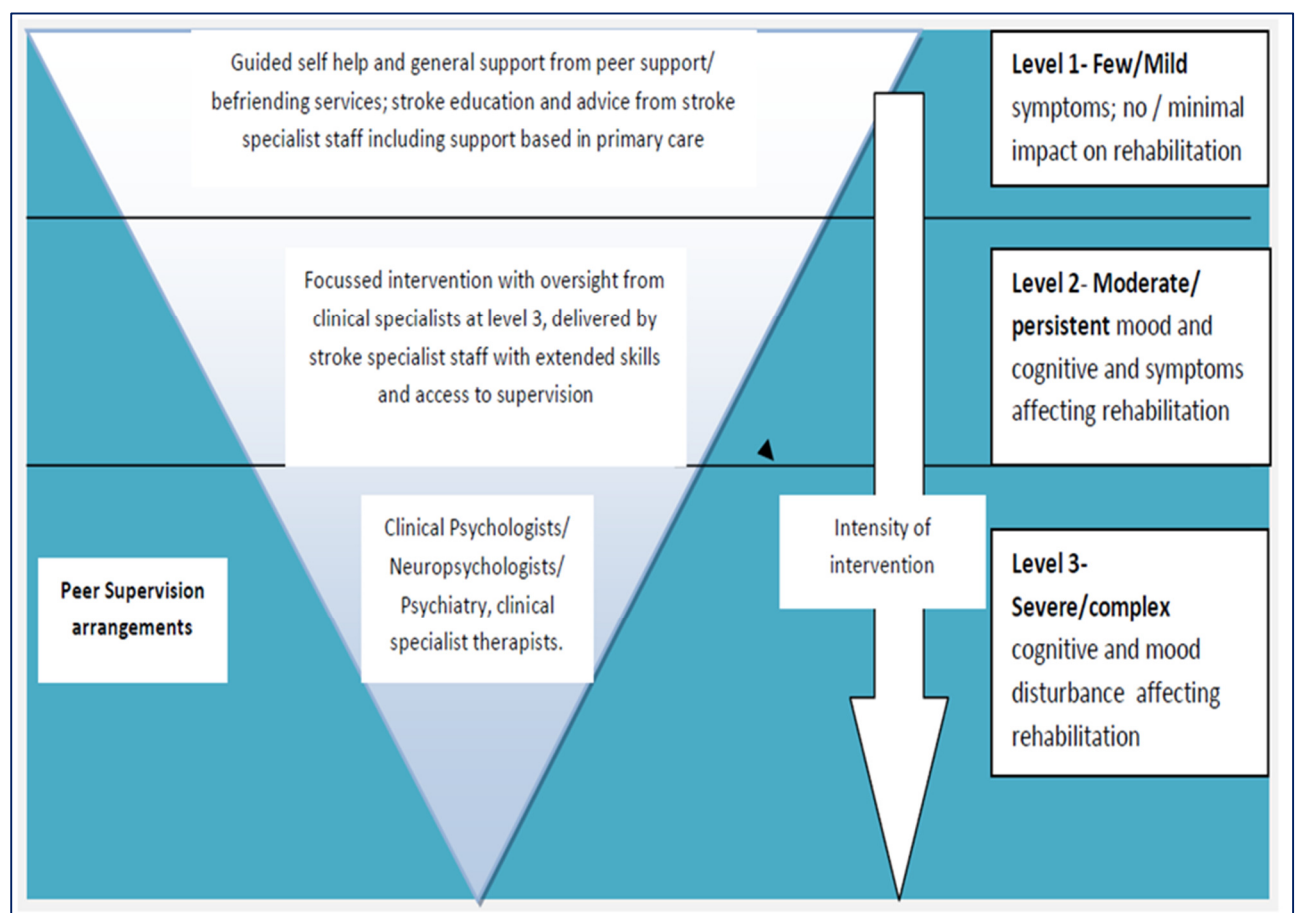 Guided self help and general support from peer support/
befriending services; stroke education and advice from stroke
specialist staff including support based in primary care
Level 1- Few/Mild
symptoms; no / minimal
impact on rehabilitation
Focussed intervention with oversight from
clinical specialists at level 3, delivered by
stroke specialist staff with extended skills
and access to supervision
Level 2- Moderate/
persistent mood and
cognitive and symptoms
affecting rehabilitation
Peer Supervision
arrangements
Clinical Psychologists/
Neuropsychologists/
Psychiatry, clinical
specialist therapists.
Intensity of
intervention
Level 3-
Severe/complex
cognitive and mood
disturbance affecting
rehabilitation